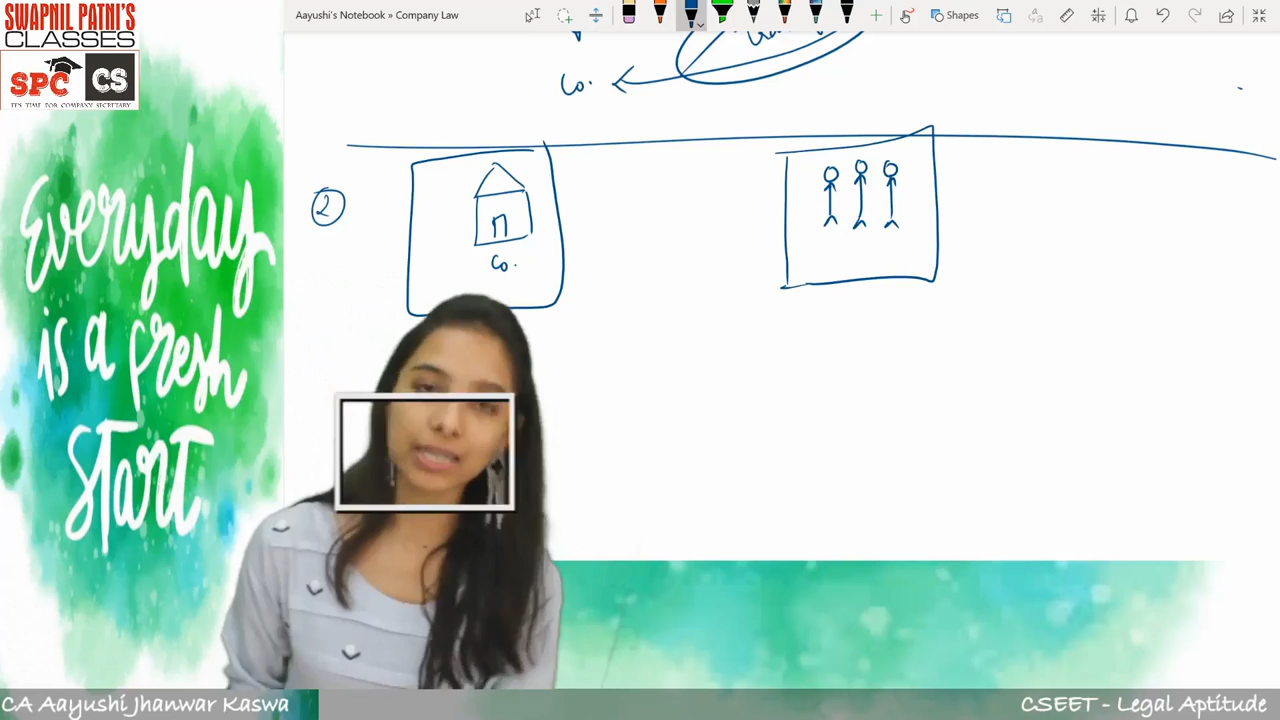 SWAPNIL PATNI'S
CLASSES
SPC CS
IT'S TIME FOR COMPANY SECRETARY
Aayushi's Notebook » Company Law
Shapes
Co.
2
Co.
Everyday
is a fresh
start
CA Aayushi Jhanwar Kaswa
CSEET - Legal Aptitude